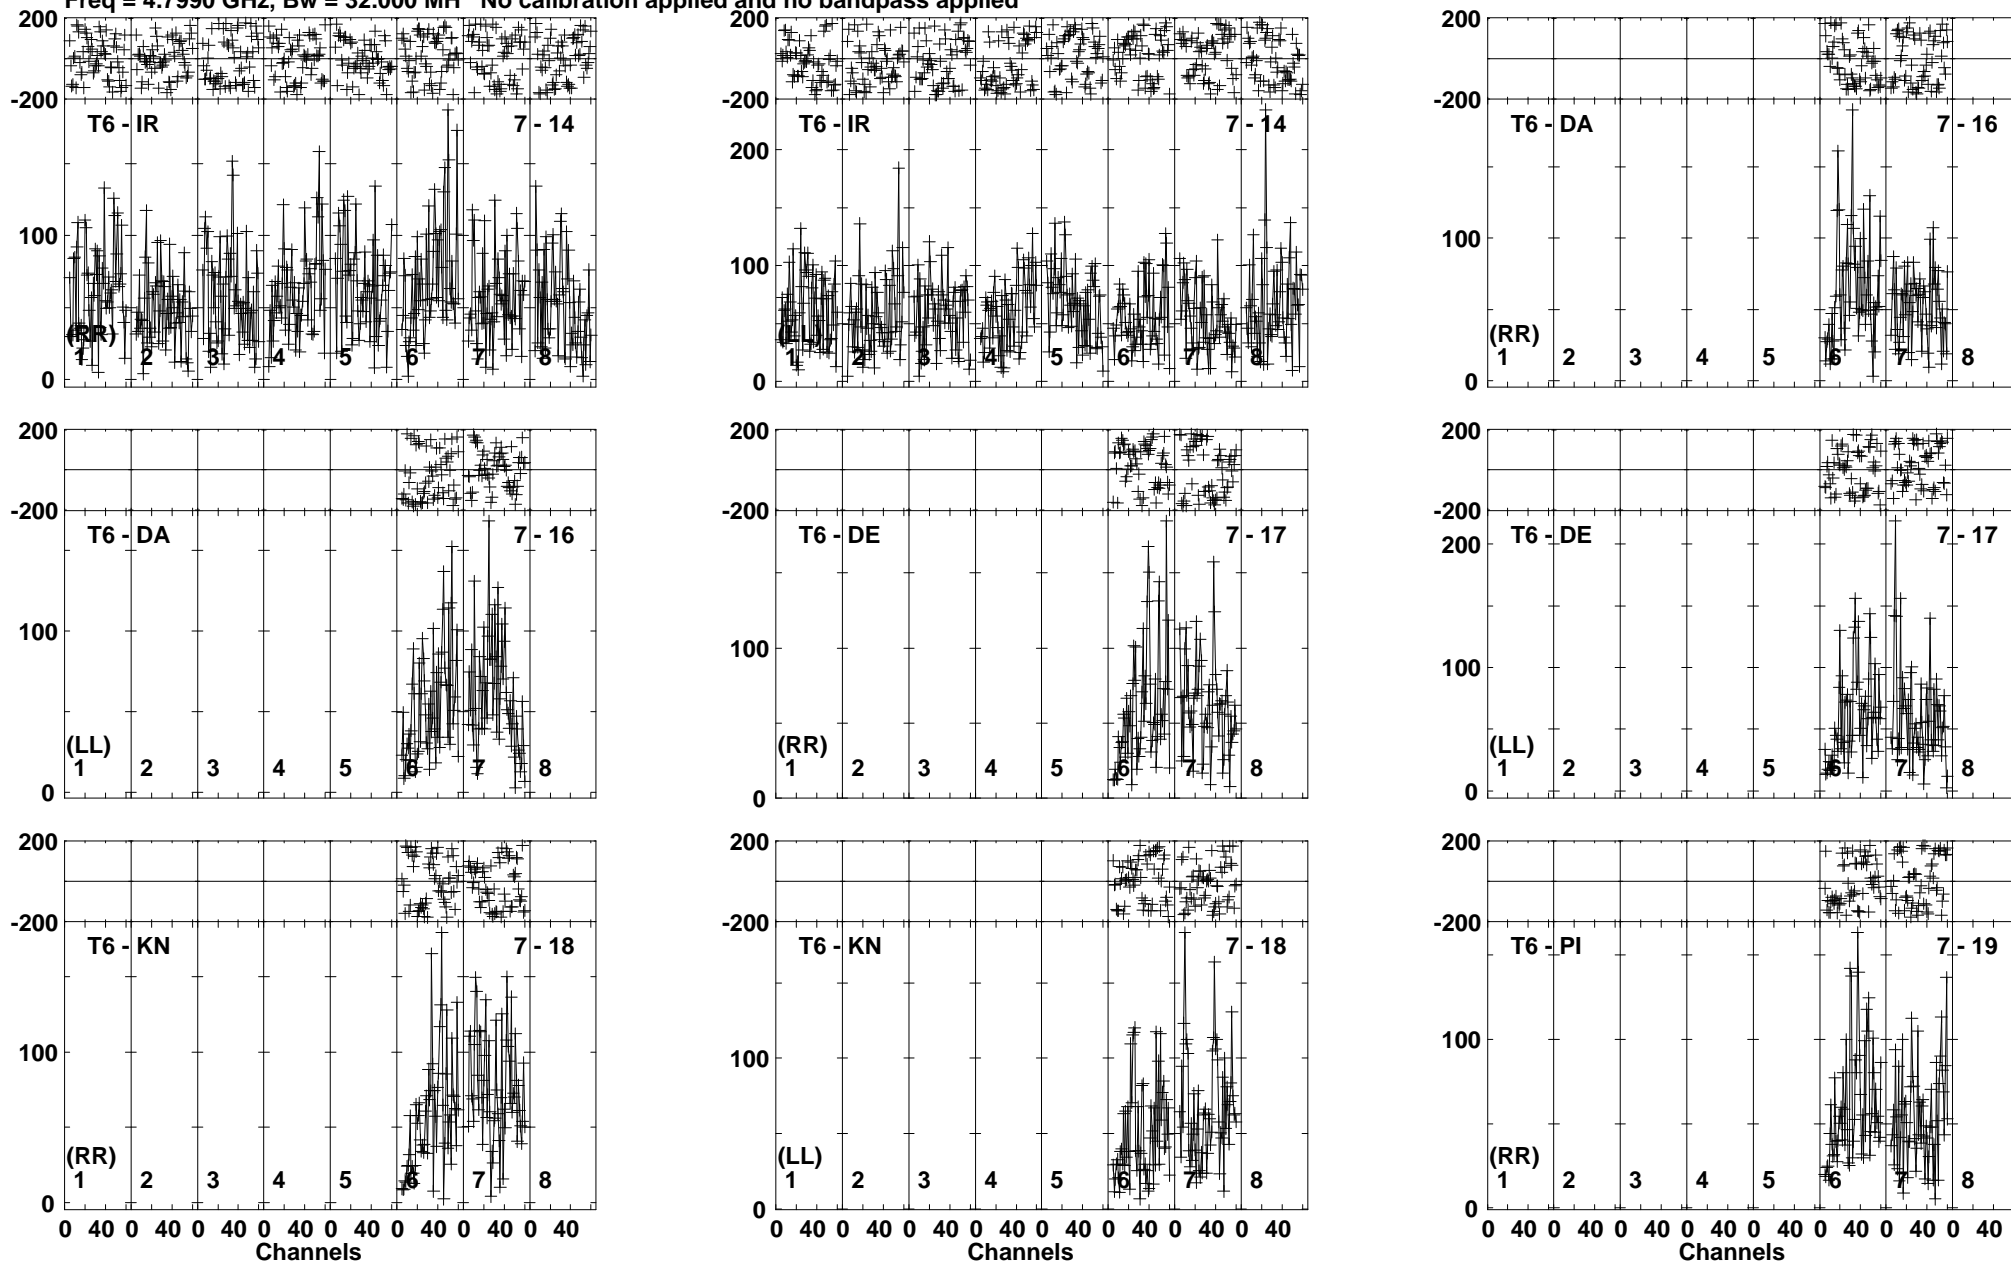 Freq = 4.7990 GHz, Bw = 32.000 MH No calibration applied and no bandpass applied
200 200 200
-200 -200 -200
T6 - IR 7 - 14 T6 - IR 7 - 14 T6 - DA 7 - 16
200
100 100 100
(RR) (LL) (RR)
1 2 3 4 5 6 7 8 1 2 3 4 5 6 7 8 1 2 3 4 5 6 7 8
0 0 0
200 200 200
-200 -200 -200
T6 - DA 7 - 16 T6 - DE 7 - 17 T6 - DE 7 - 17
200
100 100 100
(LL) (RR) (LL)
1 2 3 4 5 6 7 8 1 2 3 4 5 6 7 8 1 2 3 4 5 6 7 8
0 0 0
200 200 200
-200 -200 -200
T6 - KN 7 - 18 T6 - KN 7 - 18 T6 - PI 7 - 19
100 100 100
(RR) (LL) (RR)
1 2 3 4 5 6 7 8 1 2 3 4 5 6 7 8 1 2 3 4 5 6 7 8
0 0 0
0 40 0 40 0 40 0 40 0 40 0 40 0 40 0 40 0 40 0 40 0 40 0 40 0 40 0 40 0 40 0 40 0 40 0 40 0 40 0 40 0 40 0 40 0 40 0 40
Channels Channels